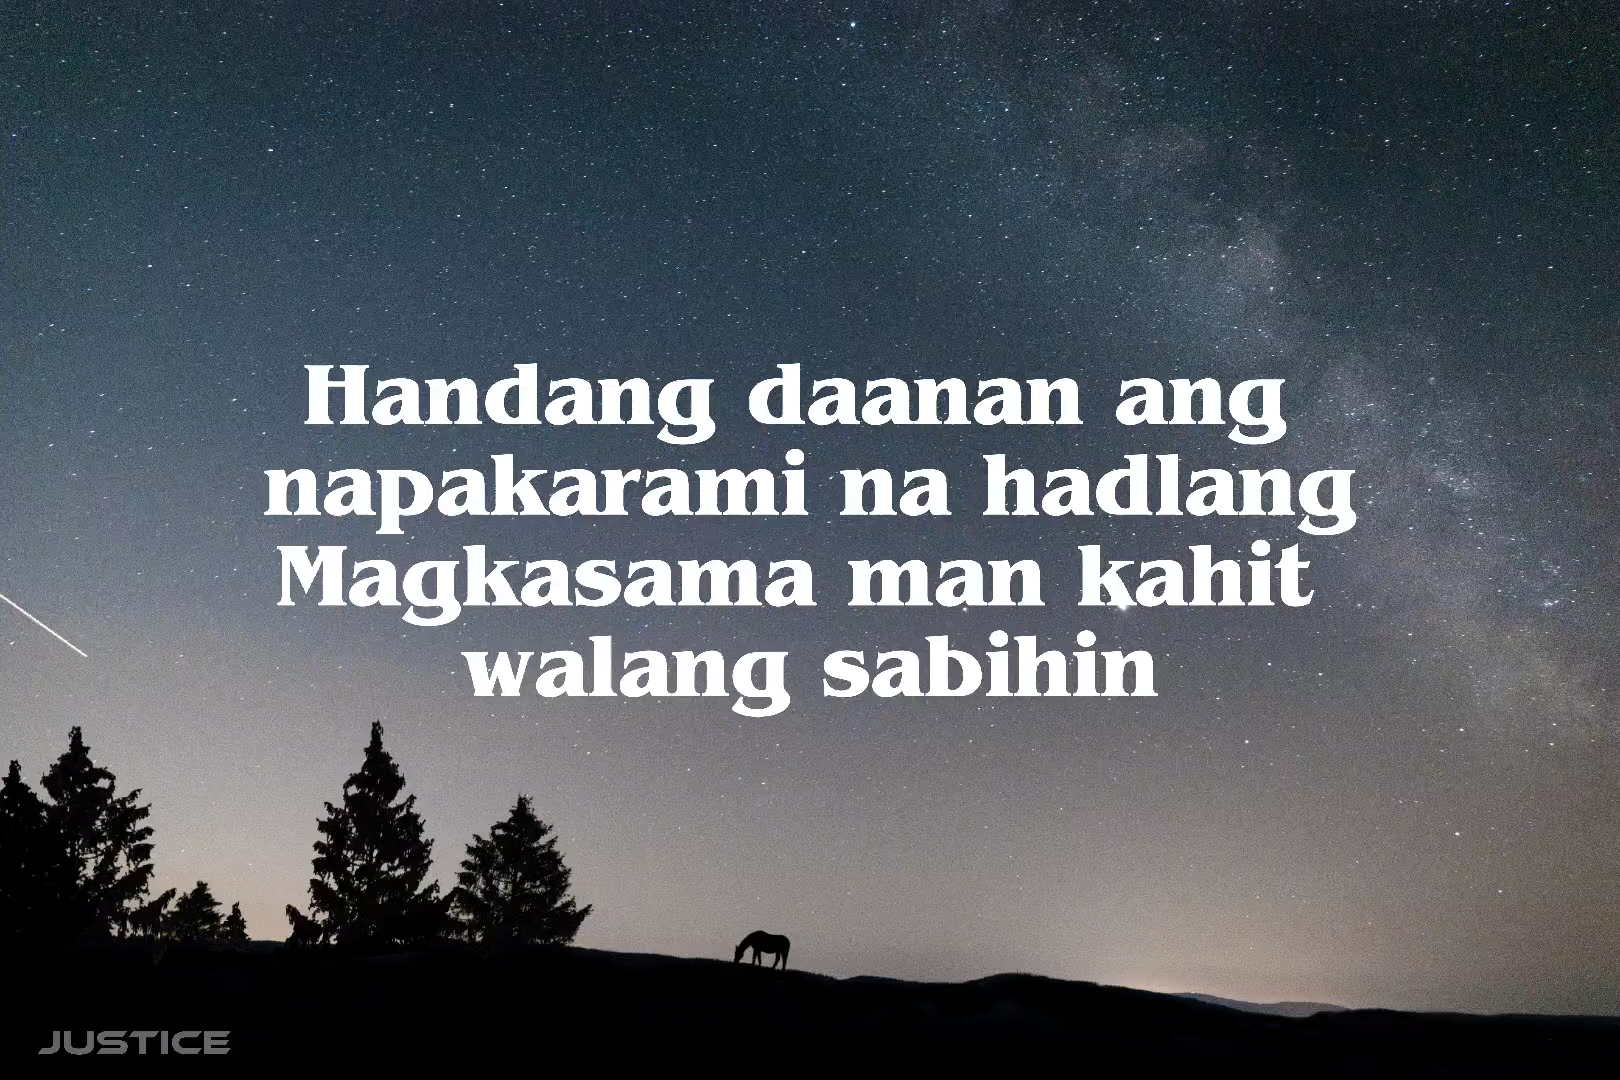 Handang daanan ang
napakarami na hadlang
Magkasama man kahit
walang sabihin
JUSTICE